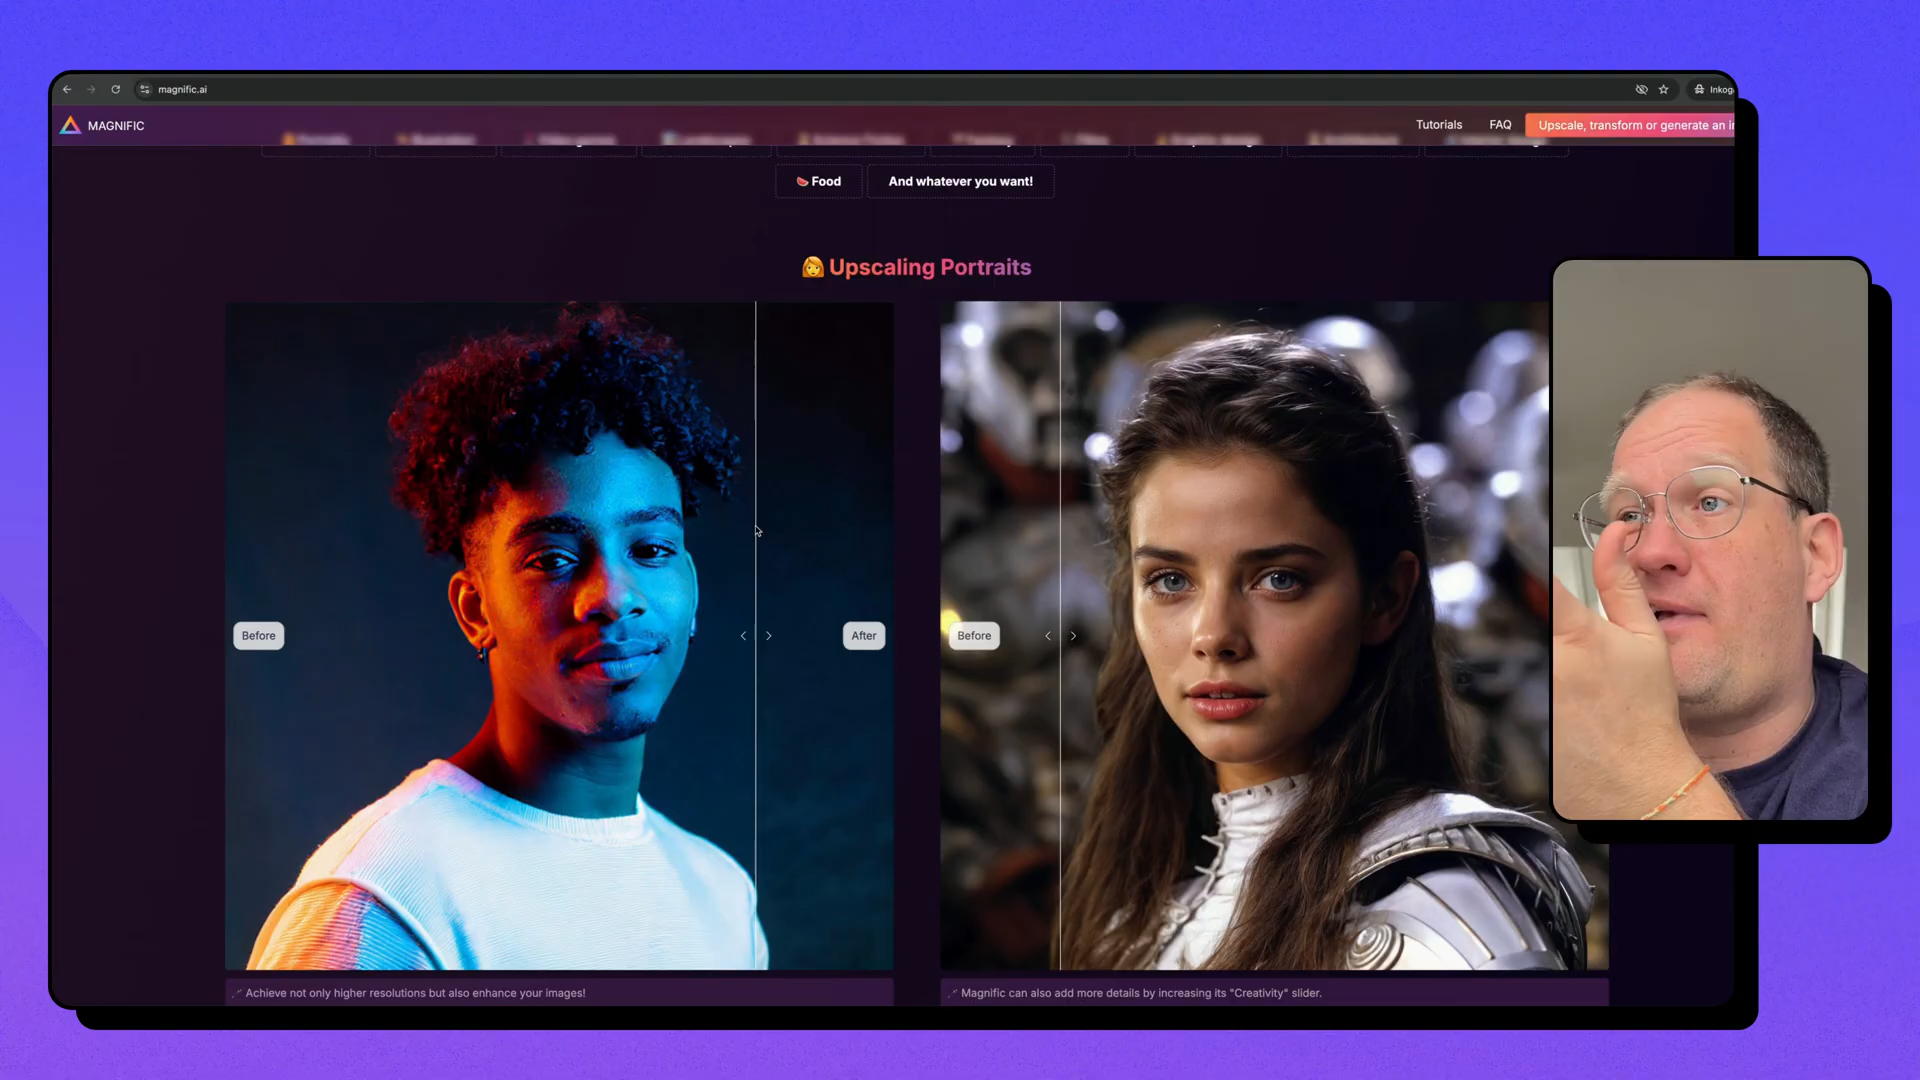 magnific.ai
MAGNIFIC
Tutorials
FAQ
Upscale, transform or generate an
Food
And whatever you want!
Upscaling Portraits
Before
After
Before
Achieve not only higher resolutions but also enhance your images!
Magnific can also add more details by increasing its "Creativity" slider.